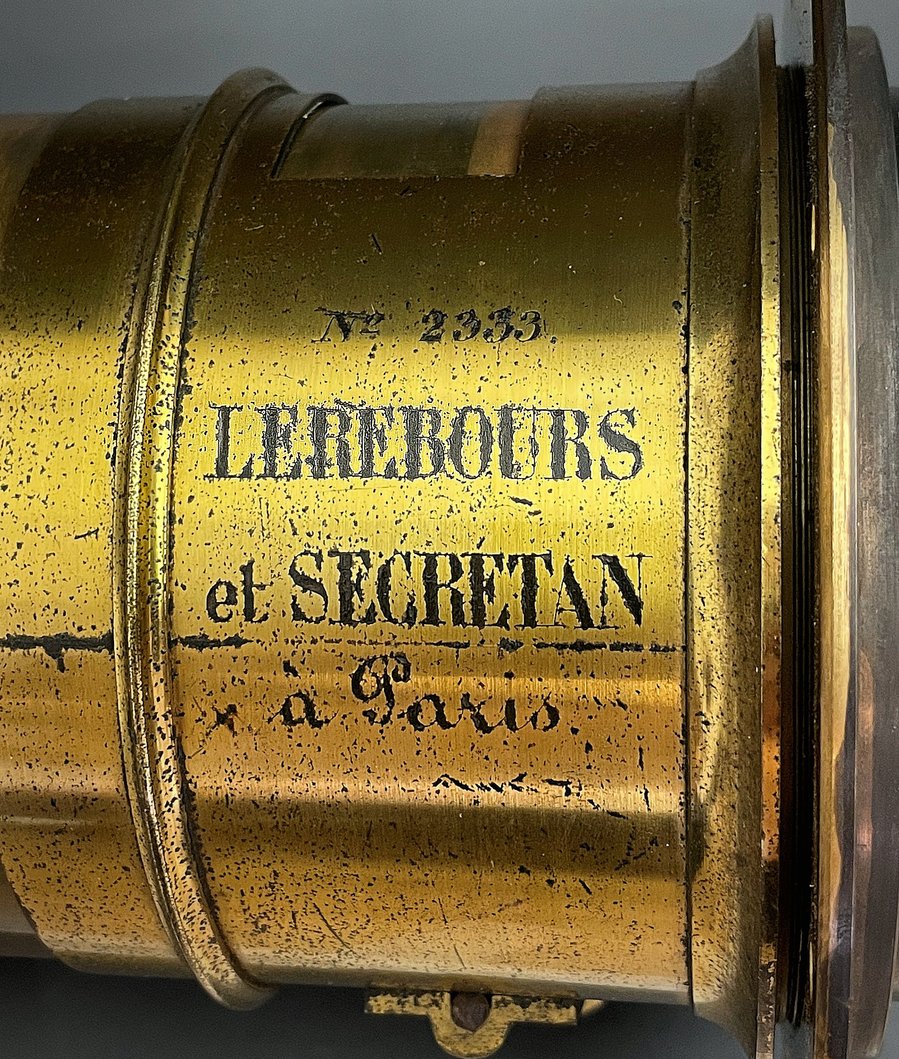 Nº 2333.
LEREBOURS
et SECRETAN
à Paris